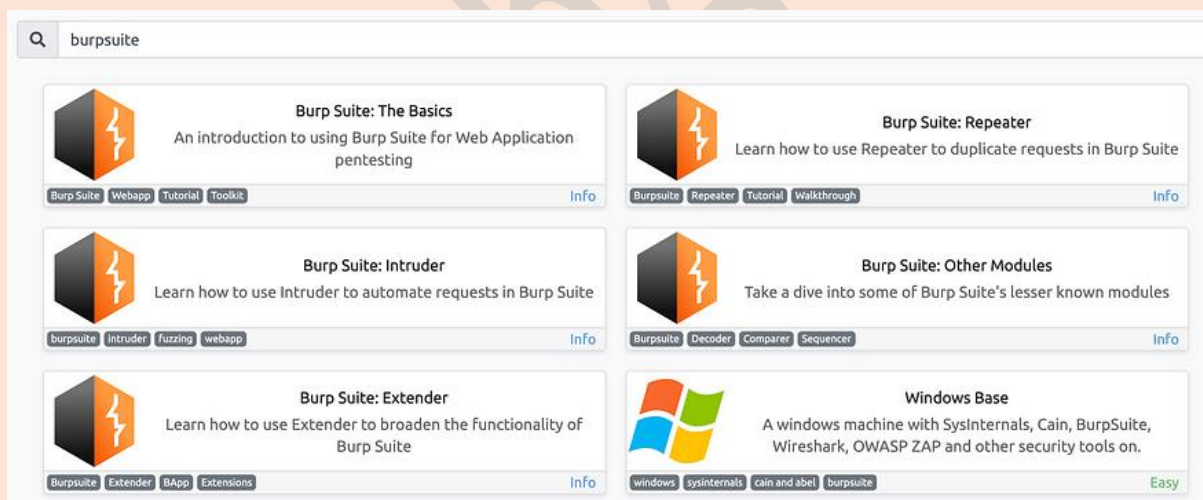 burpsuite
Burp Suite: The Basics
An introduction to using Burp Suite for Web Application
pentesting
Burp Suite Webapp Tutorial Toolkit Info
Burp Suite: Repeater
Learn how to use Repeater to duplicate requests in Burp Suite
Burpsuite Repeater Tutorial Walkthrough Info
Burp Suite: Intruder
Learn how to use Intruder to automate requests in Burp Suite
burpsuite intruder fuzzing webapp Info
Burp Suite: Other Modules
Take a dive into some of Burp Suite's lesser known modules
Burpsuite Decoder Comparer Sequencer Info
Burp Suite: Extender
Learn how to use Extender to broaden the functionality of
Burp Suite
Burpsuite Extender BApp Extensions Info
Windows Base
A windows machine with SysInternals, Cain, BurpSuite,
Wireshark, OWASP ZAP and other security tools on.
windows sysinternals cain and abel burpsuite Easy